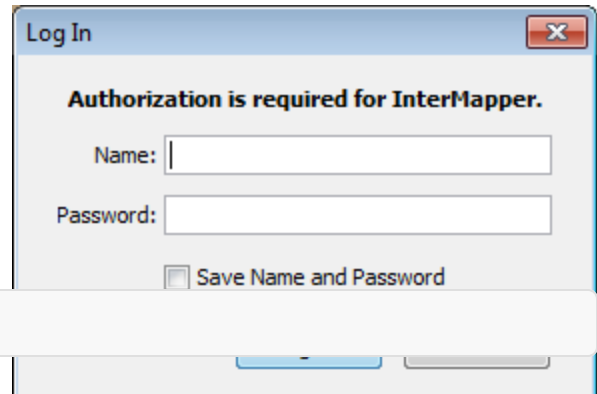 Log In
Authorization is required for InterMapper.
Name:
Password:
Save Name and Password